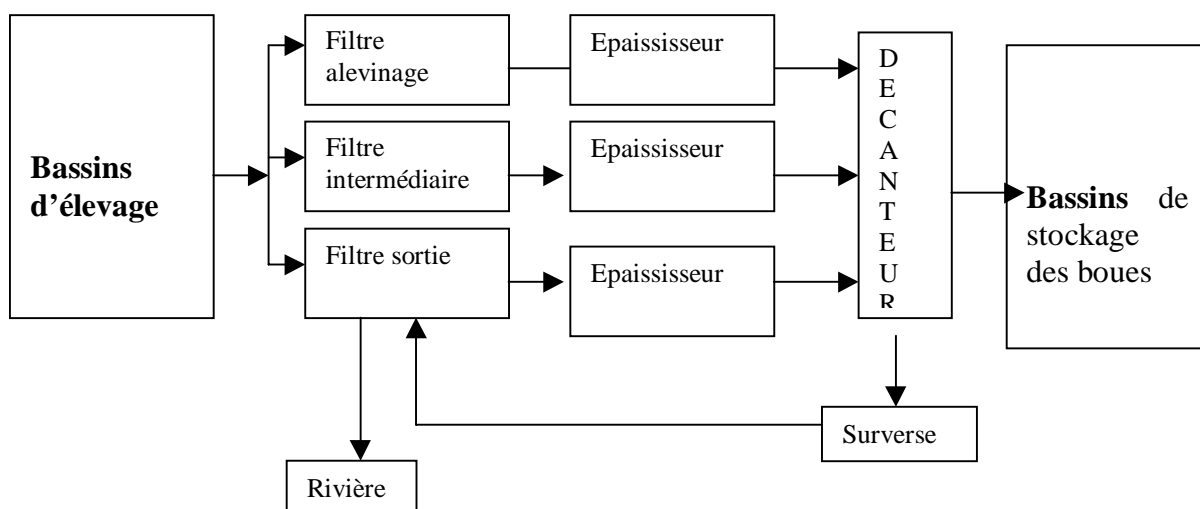 Bassins
d’élevage
Filtre
alevinage
Filtre
intermédiaire
Filtre sortie
Epaississeur
Epaississeur
Epaississeur
D
E
C
A
N
T
E
U
R
Bassins de
stockage
des boues
Surverse
Rivière